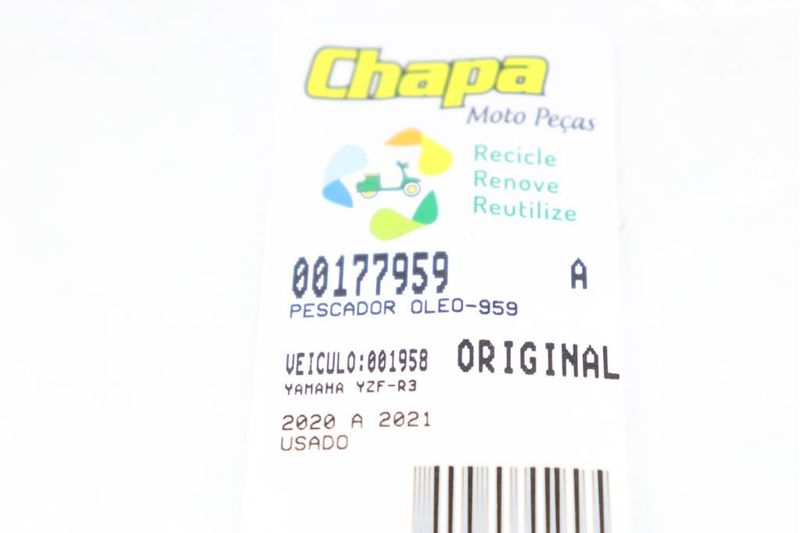 Chapa
Moto Peças
Recicle
Renove
Reutilize
00177959 A
PESCADOR OLEO-959
VEICULO:001958 ORIGINAL
YAMAHA YZF-R3
2020 A 2021
USADO